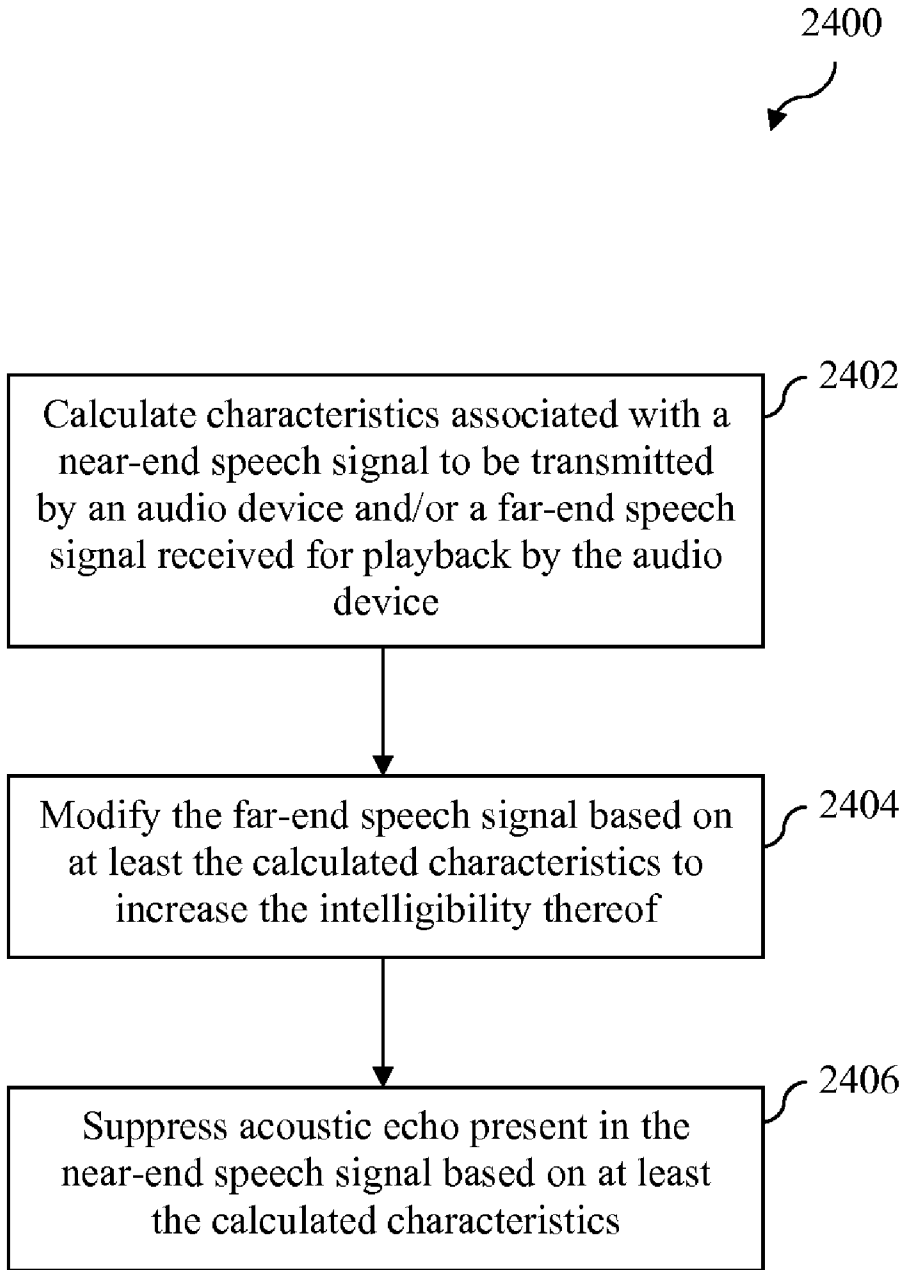 2400
2402
Calculate characteristics associated with a
near-end speech signal to be transmitted
by an audio device and/or a far-end speech
signal received for playback by the audio
device
2404
Modify the far-end speech signal based on
at least the calculated characteristics to
increase the intelligibility thereof
2406
Suppress acoustic echo present in the
near-end speech signal based on at least
the calculated characteristics